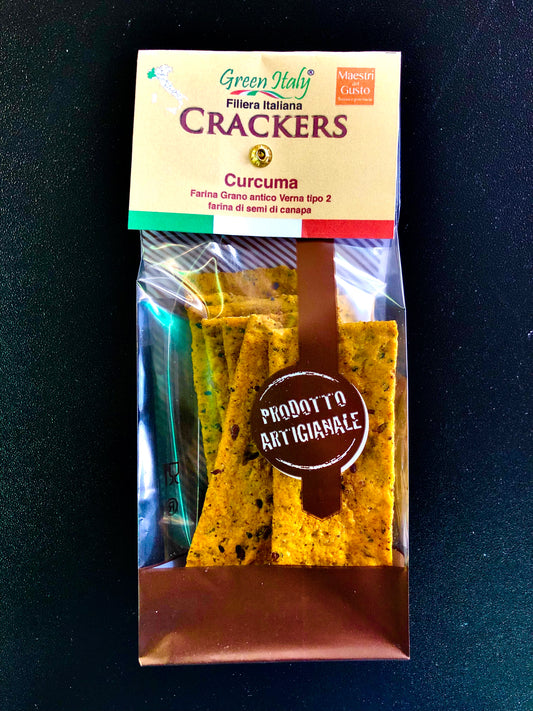 Green Italy®
Filiera Italiana
CRACKERS
Maestri
del
Gusto
Curcuma
Farina Grano antico Verna tipo 2
farina di semi di canapa
PRODOTTO
ARTIGIANALE